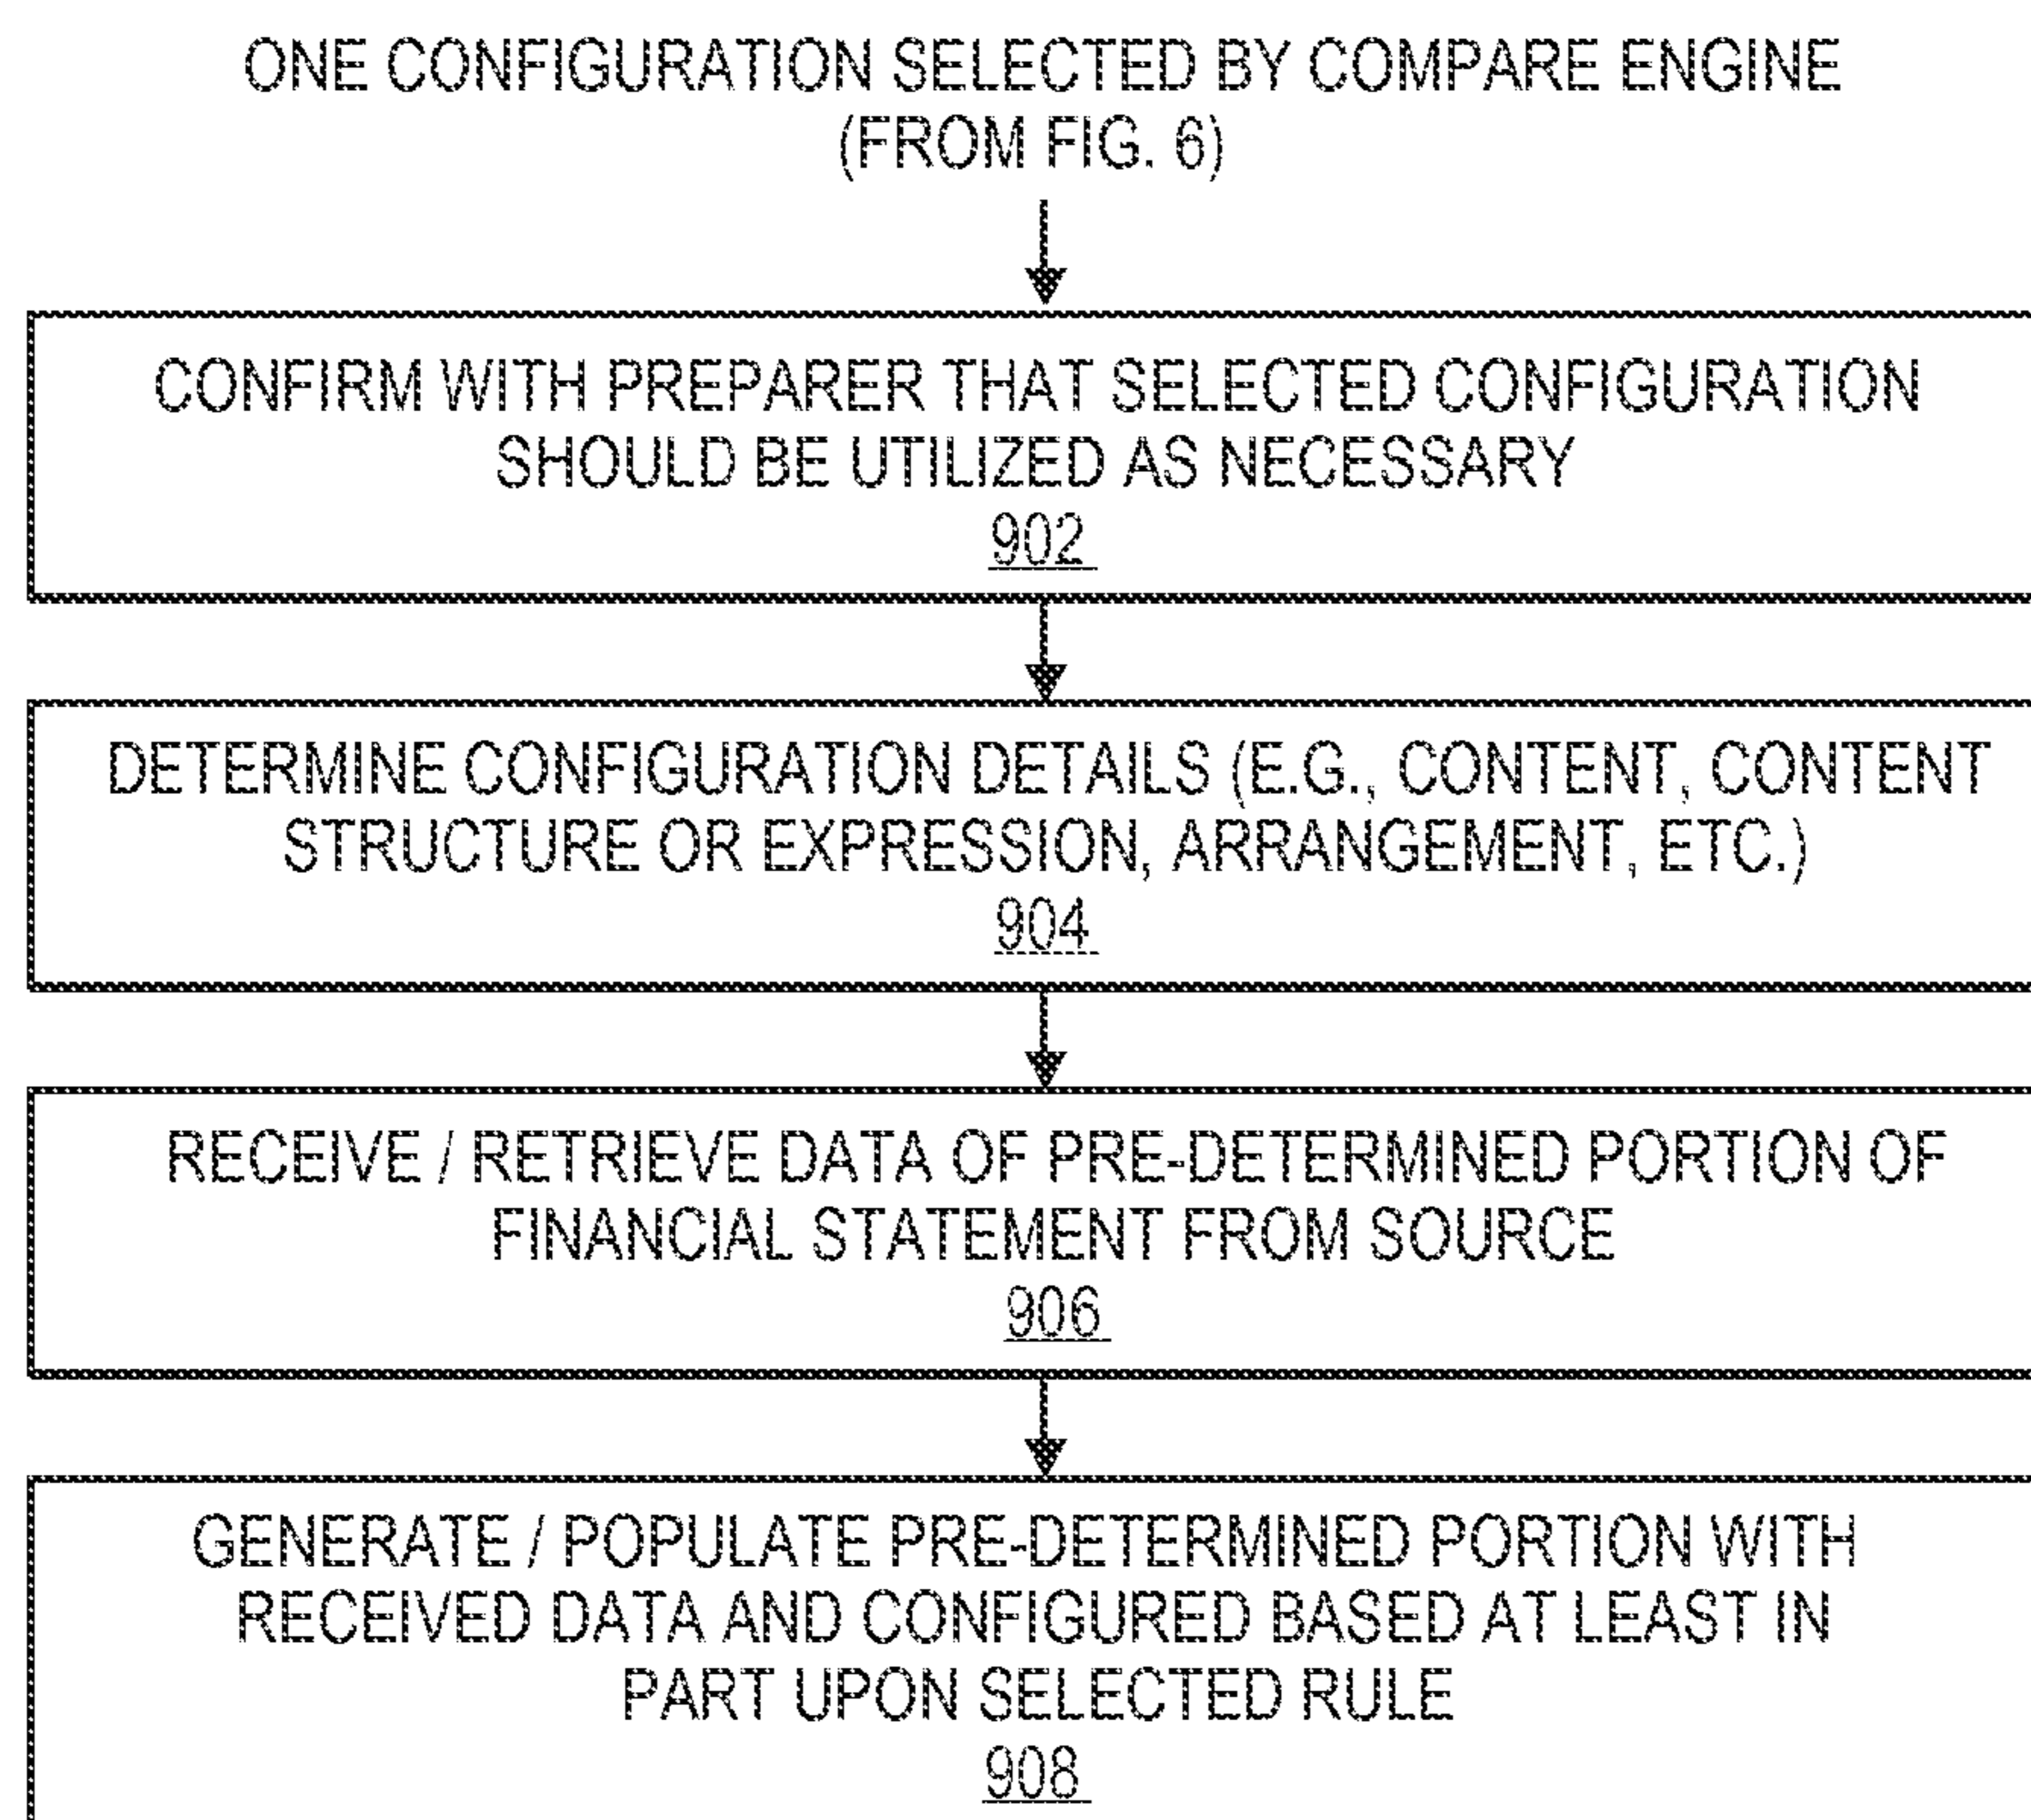 ONE CONFIGURATION SELECTED BY COMPARE ENGINE
(FROM FIG. 6)
CONFIRM WITH PREPARER THAT SELECTED CONFIGURATION
SHOULD BE UTILIZED AS NECESSARY
902
DETERMINE CONFIGURATION DETAILS (E.G., CONTENT, CONTENT
STRUCTURE OR EXPRESSION, ARRANGEMENT, ETC.)
904
RECEIVE / RETRIEVE DATA OF PRE-DETERMINED PORTION OF
FINANCIAL STATEMENT FROM SOURCE
906
GENERATE / POPULATE PRE-DETERMINED PORTION WITH
RECEIVED DATA AND CONFIGURED BASED AT LEAST IN
PART UPON SELECTED RULE
908